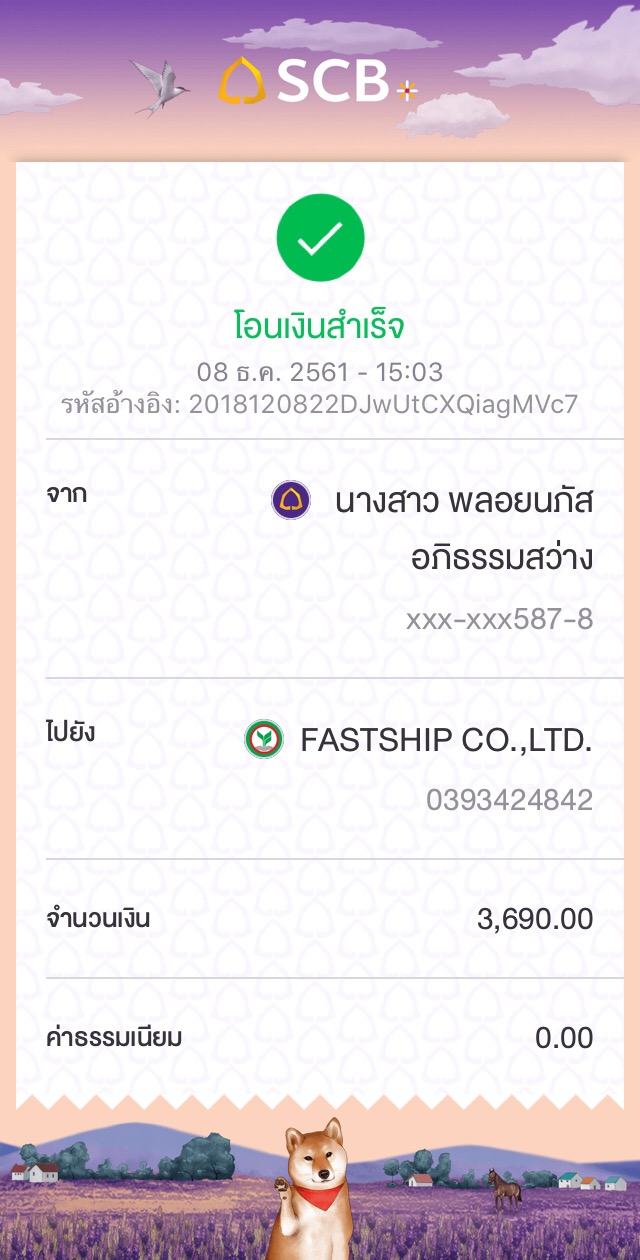 SCB
โอนเงินสำเร็จ
08 ธ.ค. 2561 - 15:03
รหัสอ้างอิง: 2018120822DJwUtCXQiagMVc7
จาก
นางสาว พลอยนภัส
อภิธรรมสว่าง
xxx-xxx587-8
ไปยัง
FASTSHIP CO.,LTD.
0393424842
จำนวนเงิน
3,690.00
ค่าธรรมเนียม
0.00